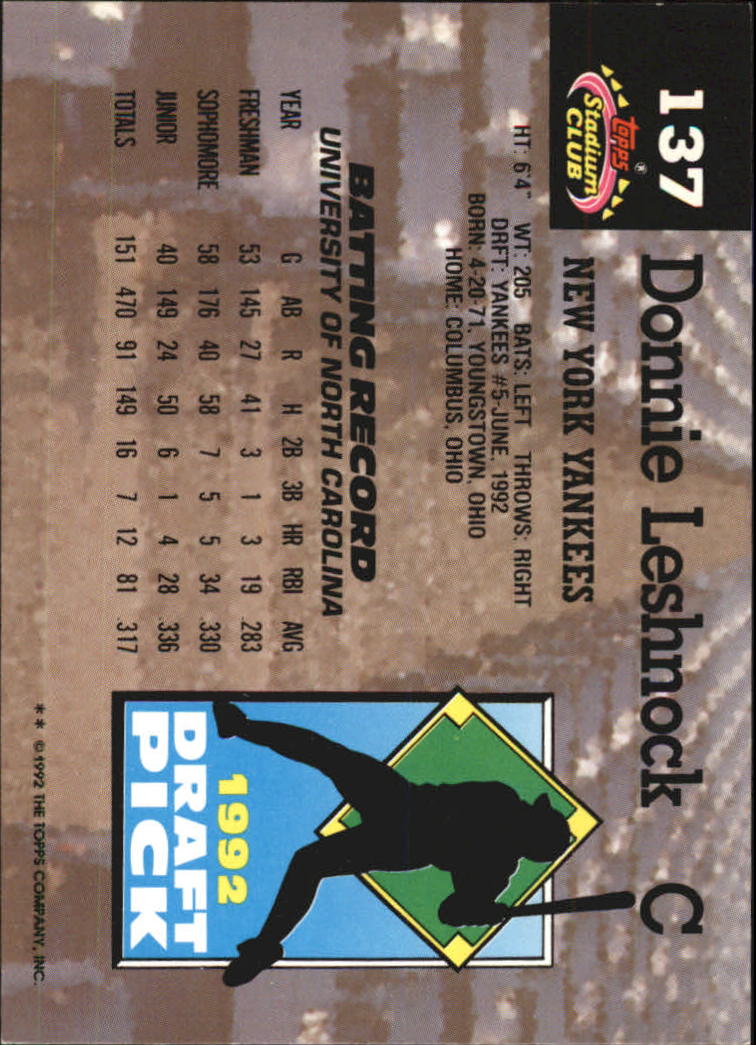 137
Topps®
Stadium
CLUB
Donnie Leshnock C
NEW YORK YANKEES
HT: 6'4" WT: 205 BATS: LEFT THROWS: RIGHT
DRFT: YANKEES #5-JUNE, 1992
BORN: 4-20-71, YOUNGSTOWN, OHIO
HOME: COLUMBUS, OHIO
BATTING RECORD
UNIVERSITY OF NORTH CAROLINA
YEAR G AB R H 2B 3B HR RBI AVG
FRESHMAN 53 145 27 41 3 1 3 19 283
SOPHOMORE 58 176 40 58 7 5 5 34 330
JUNIOR 40 149 24 50 6 1 4 28 336
TOTALS 151 470 91 149 16 7 12 81 317
1992
DRAFT
PICK
** ©1992 THE TOPPS COMPANY, INC.